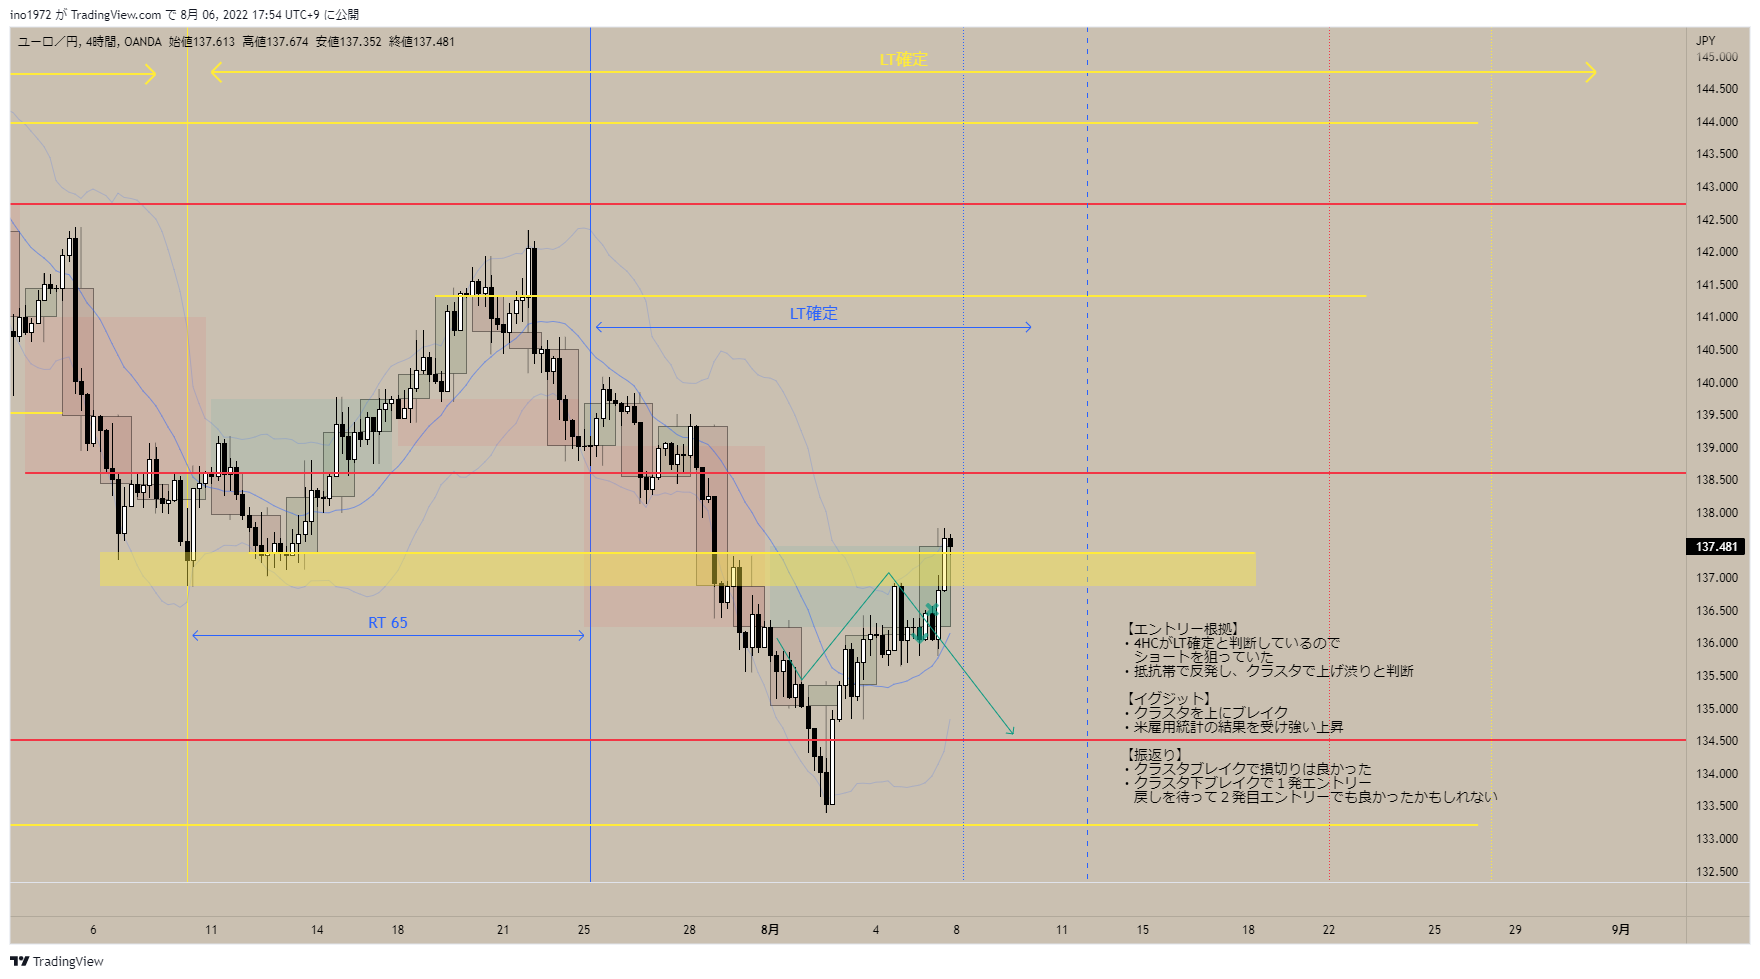 ino1972 が TradingView.com で 8月 06, 2022 17:54 UTC+9 に公開
ユーロ／円, 4時間, OANDA 始値137.613 高値137.674 安値137.352 終値137.481
JPY
LT確定
145.000
144.500
144.000
143.500
143.000
142.500
142.000
141.500
LT確定
141.000
140.500
140.000
139.500
139.000
138.500
138.000
137.481
137.000
136.500
RT 65
136.000
135.500
135.000
134.500
134.000
133.500
133.000
132.500
【エントリー根拠】
・4HCがLT確定と判断しているので
ショートを狙っていた
・抵抗帯で反発し、クラスタで上げ渋りと判断
【イグジット】
・クラスタを上にブレイク
・米雇用統計の結果を受け強い上昇
【振返り】
・クラスタブレイクで損切りは良かった
・クラスタ下ブレイクで１発エントリー
戻しを待って２発目エントリーでも良かったかもしれない
6 11 14 18 21 25 28 8月 4 8 11 15 18 22 25 29 9月
TradingView